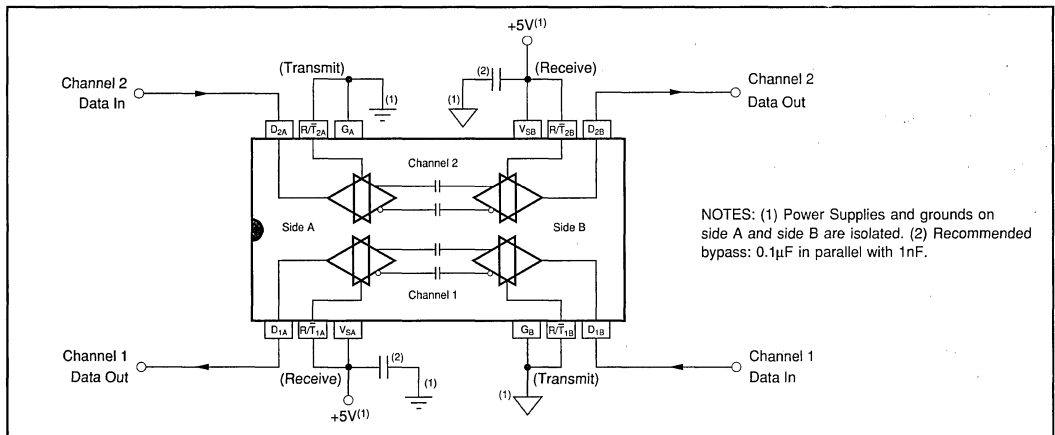 +5V(1)
(Transmit)
(2)
(Receive)
Channel 2
Data In
(1)
(1)
Channel 2
Data Out
D2A
R/T̅2A
GA
VSB
R/T̅2B
D2B
Channel 2
Side A
Side B
Channel 1
NOTES: (1) Power Supplies and grounds on
side A and side B are isolated. (2) Recommended
bypass: 0.1µF in parallel with 1nF.
D1A
R/T̅1A
VSA
GB
R/T̅1B
D1B
Channel 1
Data Out
(Receive)
(2)
(1)
+5V(1)
(1)
(Transmit)
Channel 1
Data In